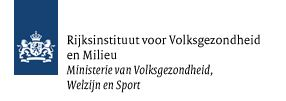 Rijksinstituut voor Volksgezondheid
en Milieu
Ministerie van Volksgezondheid,
Welzijn en Sport